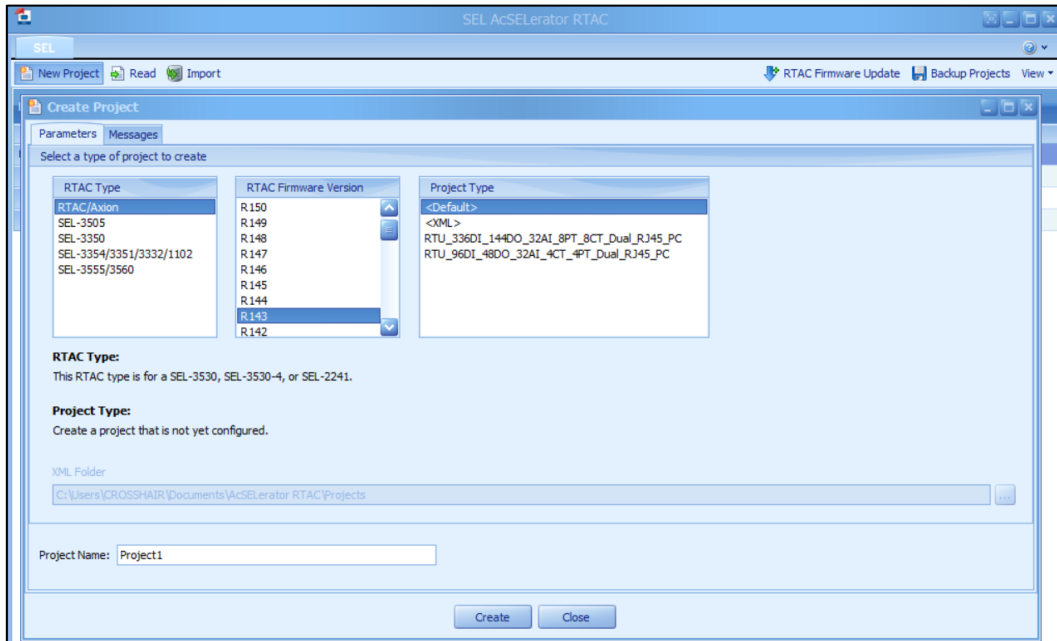 SEL AcSELerator RTAC
SEL
New Project Read Import RTAC Firmware Update Backup Projects View
Create Project
Parameters Messages
Select a type of project to create
RTAC Type
RTAC/Axion
SEL-3505
SEL-3350
SEL-3354/3351/3332/1102
SEL-3555/3560
RTAC Firmware Version
R150
R149
R148
R147
R146
R145
R144
R143
R142
Project Type
<Default>
<XML>
RTU_336DI_144DO_32AI_8PT_8CT_Dual_RJ45_PC
RTU_96DI_48DO_32AI_4CT_4PT_Dual_RJ45_PC
RTAC Type:
This RTAC type is for a SEL-3530, SEL-3530-4, or SEL-2241.
Project Type:
Create a project that is not yet configured.
XML Folder
C:\Users\CROSSHAIR\Documents\AcSELerator RTAC\Projects
...
Project Name: Project1
Create Close